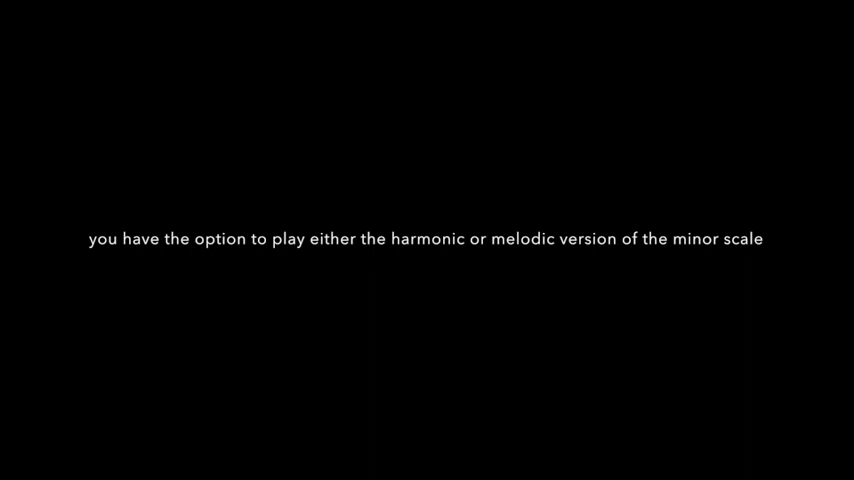 you have the option to play either the harmonic or melodic version of the minor scale